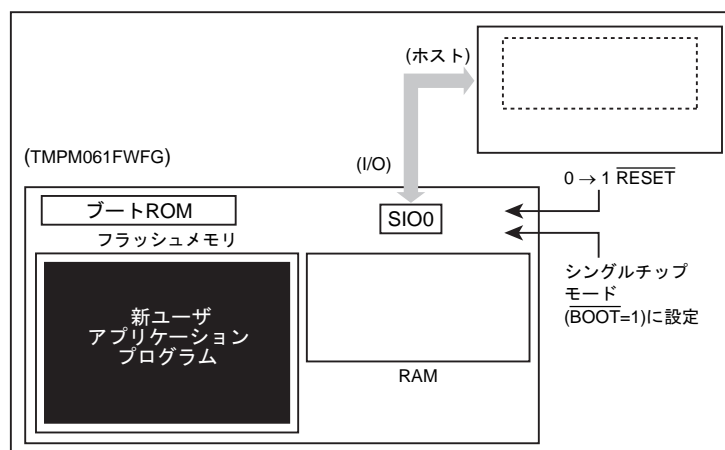 (ホスト)
(TMPM061FWFG)
(I/O)
0 → 1 RESET
ブートROM
SIO0
フラッシュメモリ
シングルチップ
モード
(BOOT=1)に設定
新ユーザ
アプリケーション
プログラム
RAM